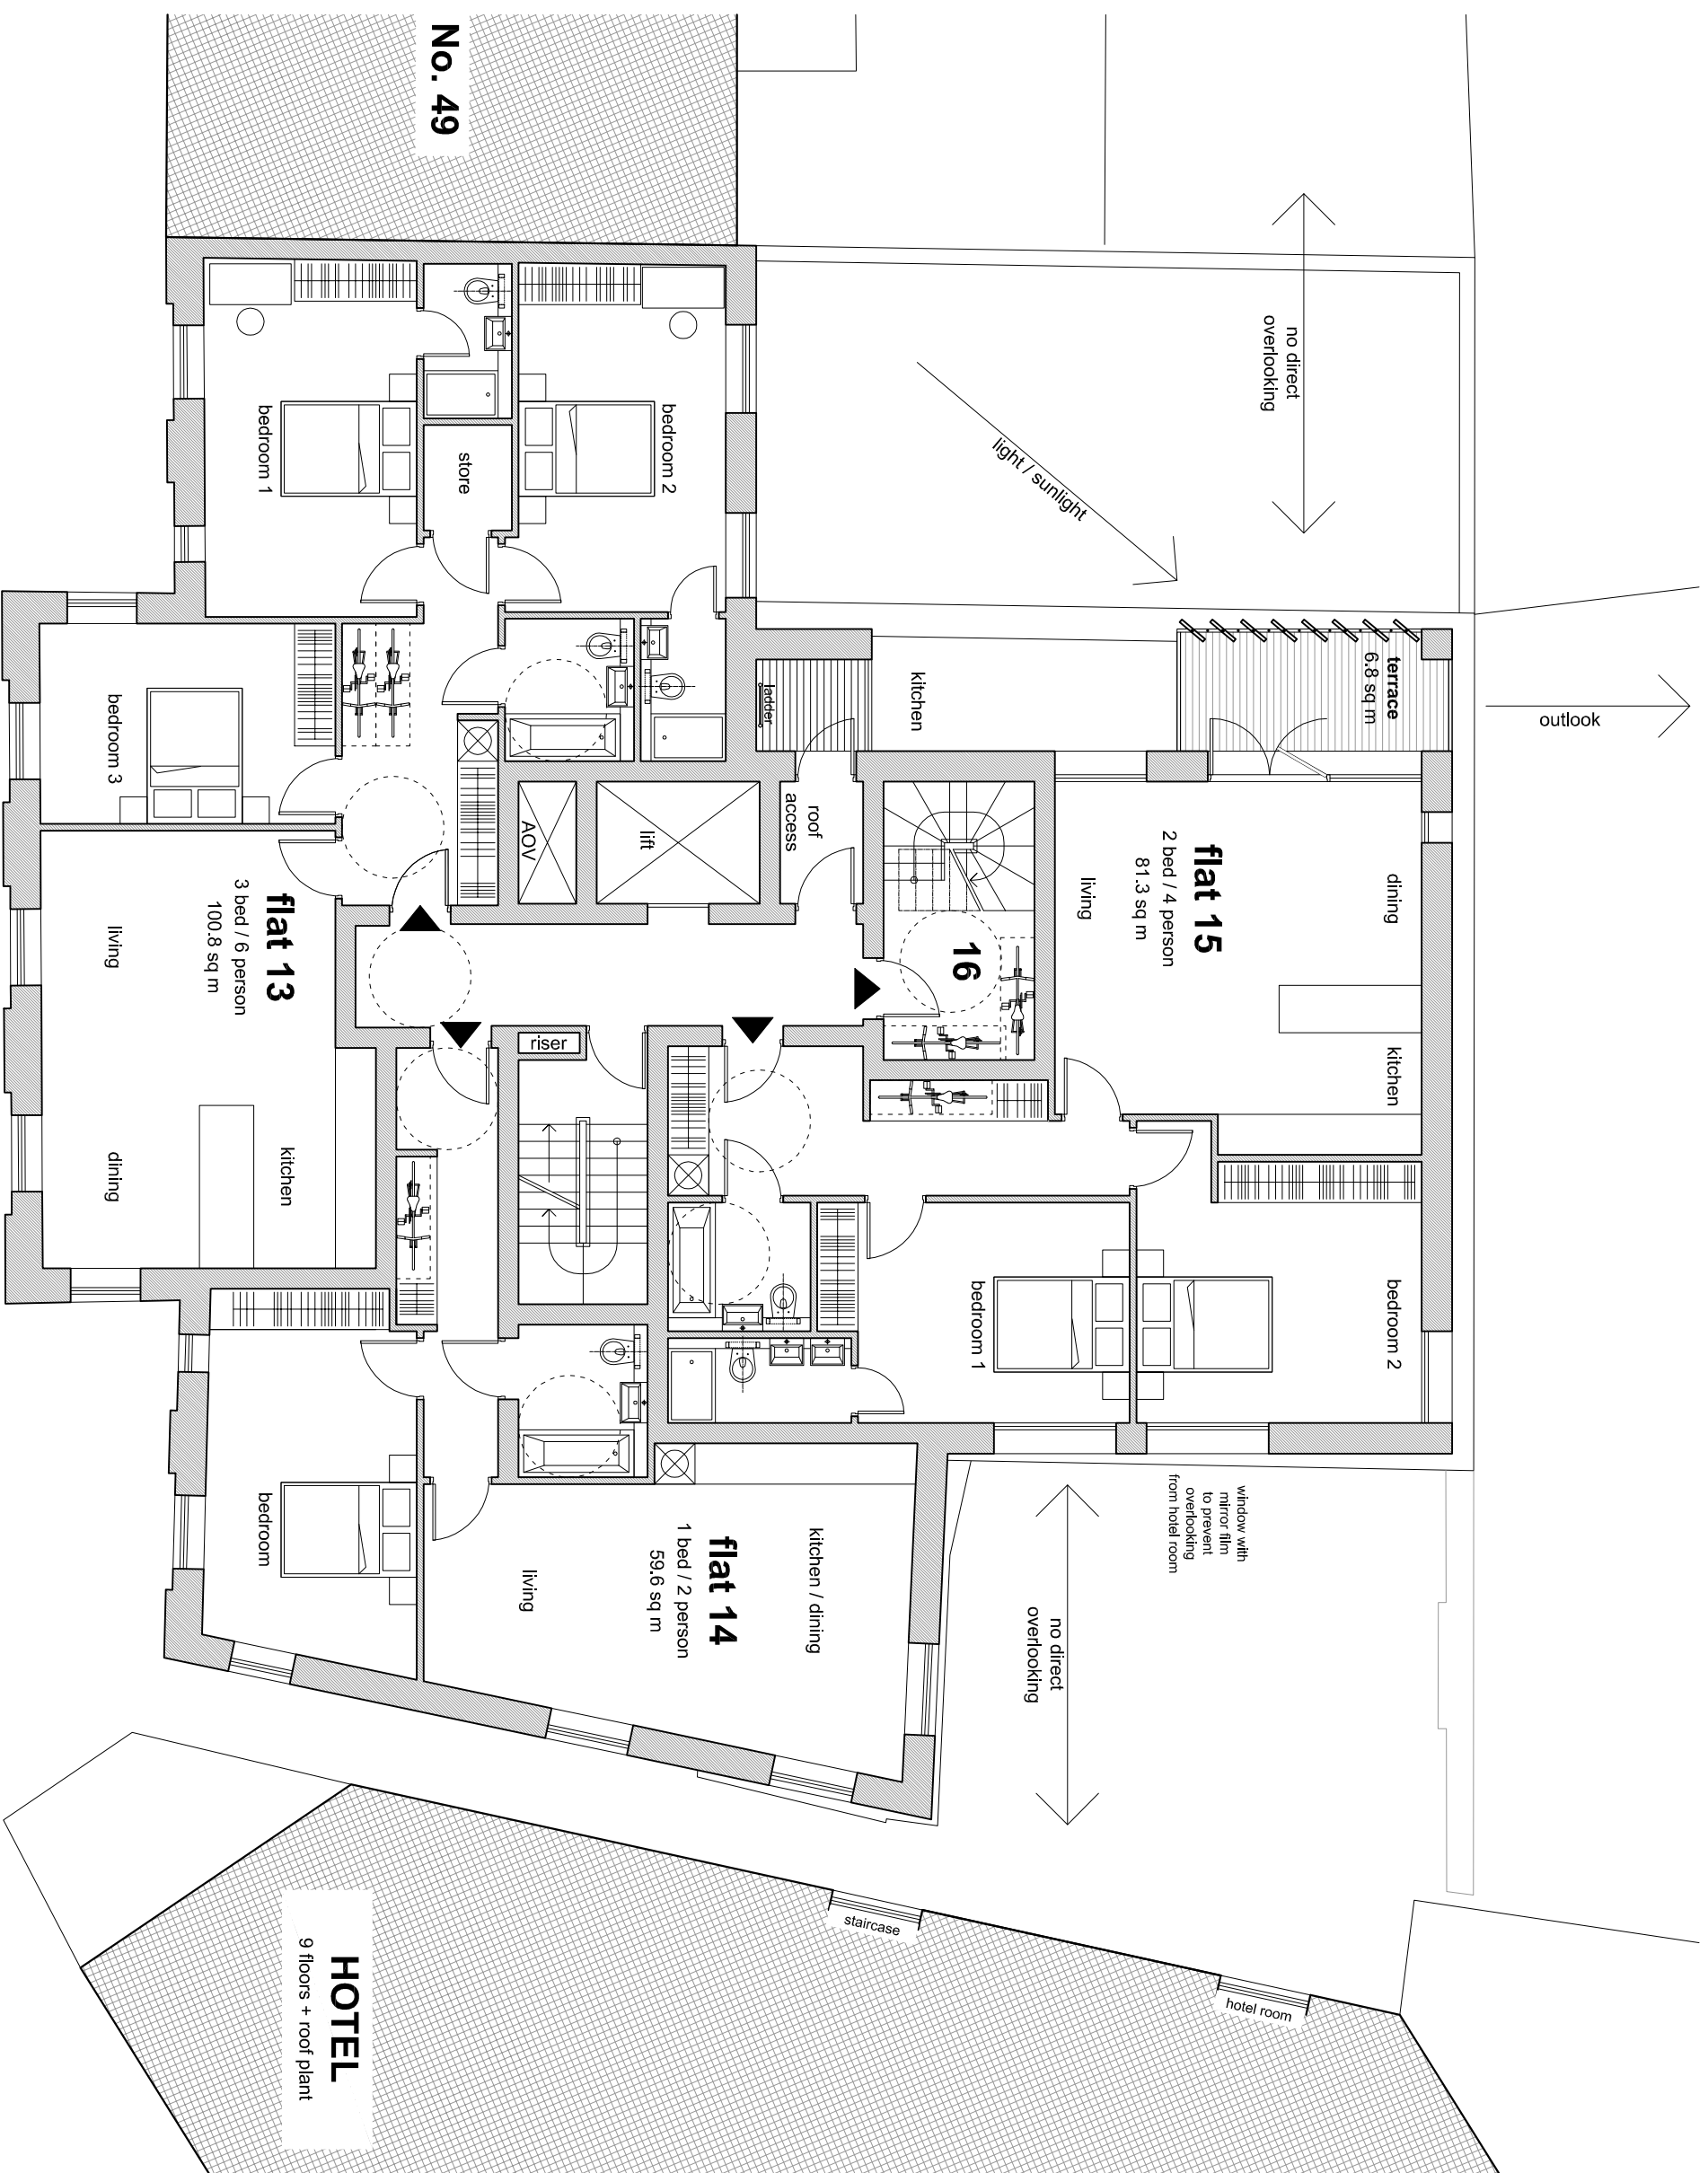 No. 49
no direct
overlooking
light / sunlight
outlook
terrace
6.8 sq m
kitchen
ladder
roof
access
lift
AOV
store
bedroom 1
bedroom 2
bedroom 3
flat 13
3 bed / 6 person
100.8 sq m
living
dining
kitchen
flat 15
2 bed / 4 person
81.3 sq m
living
dining
kitchen
16
riser
bedroom 1
bedroom 2
bedroom
living
flat 14
1 bed / 2 person
59.6 sq m
kitchen / dining
window with
mirror film
to prevent
overlooking
from hotel room
no direct
overlooking
staircase
hotel room
HOTEL
9 floors + roof plant